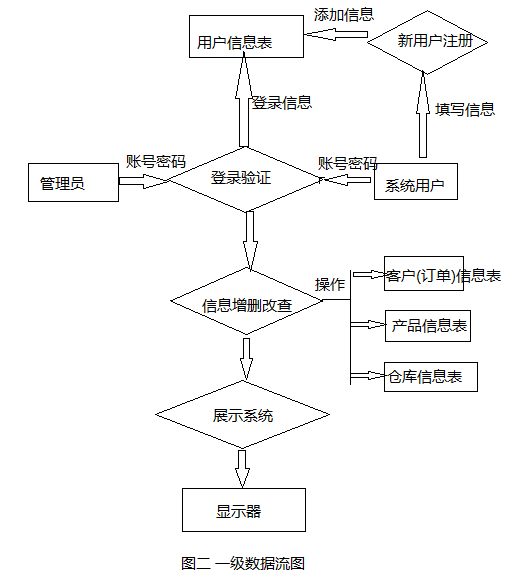 添加信息
用户信息表
新用户注册
登录信息
填写信息
账号密码
账号密码
管理员
登录验证
系统用户
操作
客户(订单)信息表
信息增删改查
产品信息表
仓库信息表
展示系统
显示器
图二 一级数据流图